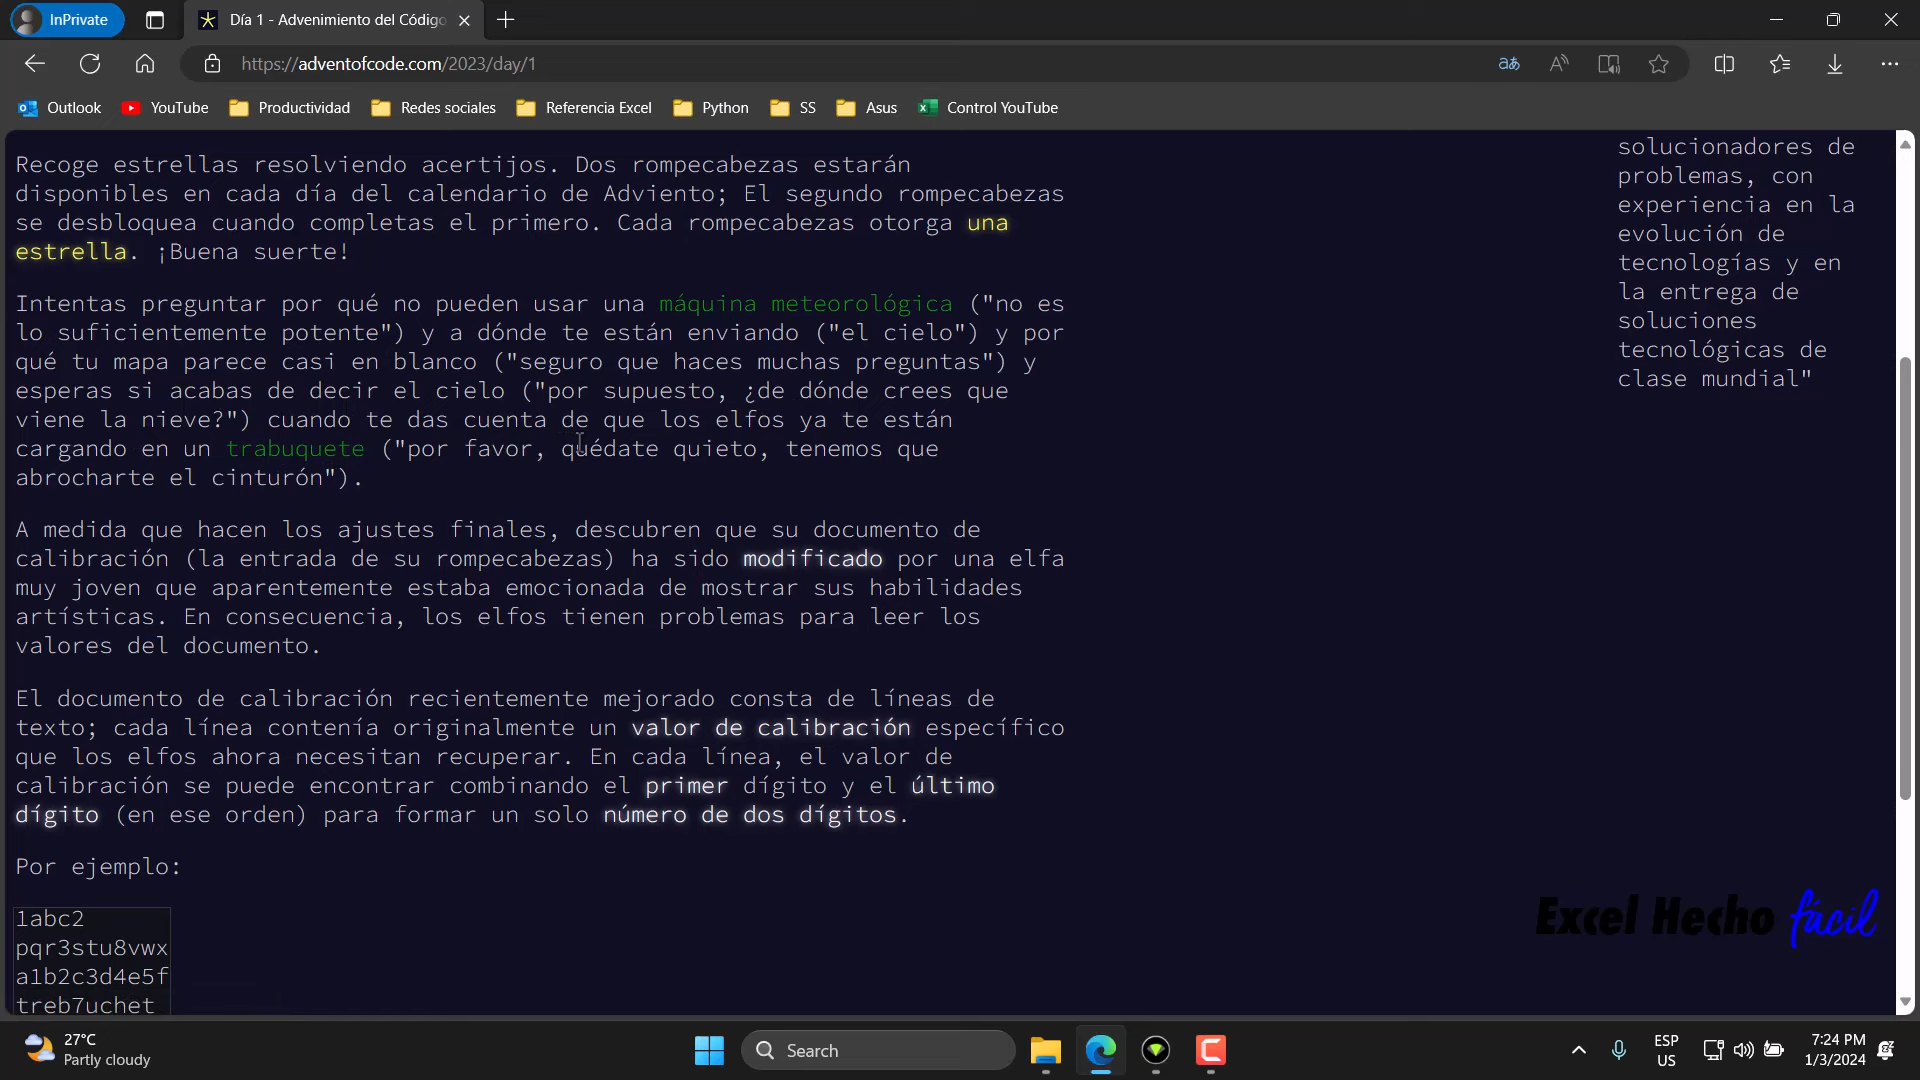 InPrivate
Día 1 - Advenimiento del Código
https://adventofcode.com/2023/day/1
Outlook YouTube Productividad Redes sociales Referencia Excel Python SS Asus Control YouTube
Recoge estrellas resolviendo acertijos. Dos rompecabezas estarán
disponibles en cada día del calendario de Adviento; El segundo rompecabezas
se desbloquea cuando completas el primero. Cada rompecabezas otorga una
estrella. ¡Buena suerte!
Intentas preguntar por qué no pueden usar una máquina meteorológica ("no es
lo suficientemente potente") y a dónde te están enviando ("el cielo") y por
qué tu mapa parece casi en blanco ("seguro que haces muchas preguntas") y
esperas si acabas de decir el cielo ("por supuesto, ¿de dónde crees que
viene la nieve?") cuando te das cuenta de que los elfos ya te están
cargando en un trabuquete ("por favor, quédate quieto, tenemos que
abrocharte el cinturón").
A medida que hacen los ajustes finales, descubren que su documento de
calibración (la entrada de su rompecabezas) ha sido modificado por una elfa
muy joven que aparentemente estaba emocionada de mostrar sus habilidades
artísticas. En consecuencia, los elfos tienen problemas para leer los
valores del documento.
El documento de calibración recientemente mejorado consta de líneas de
texto; cada línea contenía originalmente un valor de calibración específico
que los elfos ahora necesitan recuperar. En cada línea, el valor de
calibración se puede encontrar combinando el primer dígito y el último
dígito (en ese orden) para formar un solo número de dos dígitos.
Por ejemplo:
1abc2
pqr3stu8vwx
a1b2c3d4e5f
treb7uchet
solucionadores de
problemas, con
experiencia en la
evolución de
tecnologías y en
la entrega de
soluciones
tecnológicas de
clase mundial"
Excel Hecho fácil
27°C
Partly cloudy
Search
ESP
US
7:24 PM
1/3/2024